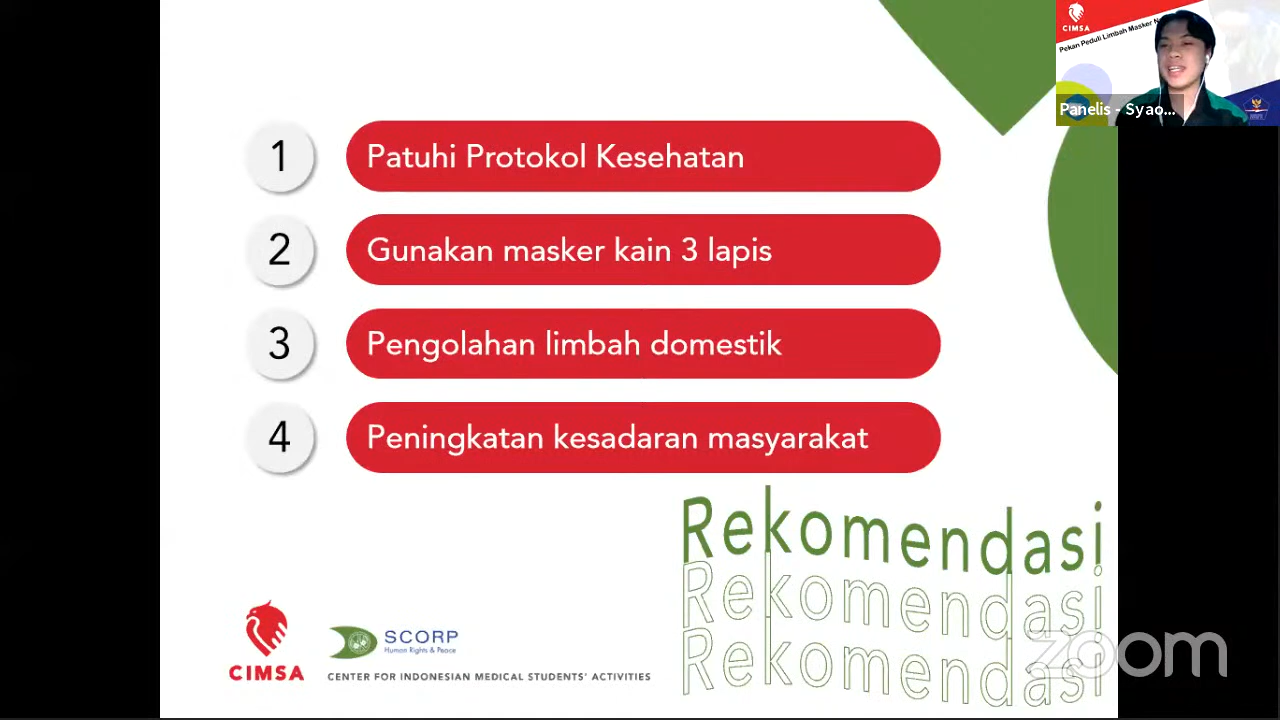 1 Patuhi Protokol Kesehatan
2 Gunakan masker kain 3 lapis
3 Pengolahan limbah domestik
4 Peningkatan kesadaran masyarakat
Rekomendasi
Rekomendasi
Rekomendasi
CIMSA
SCORP
Human Rights & Peace
CENTER FOR INDONESIAN MEDICAL STUDENTS' ACTIVITIES
zoom
CIMSA
Pekan Peduli Limbah Masker
Panelis - Syao...